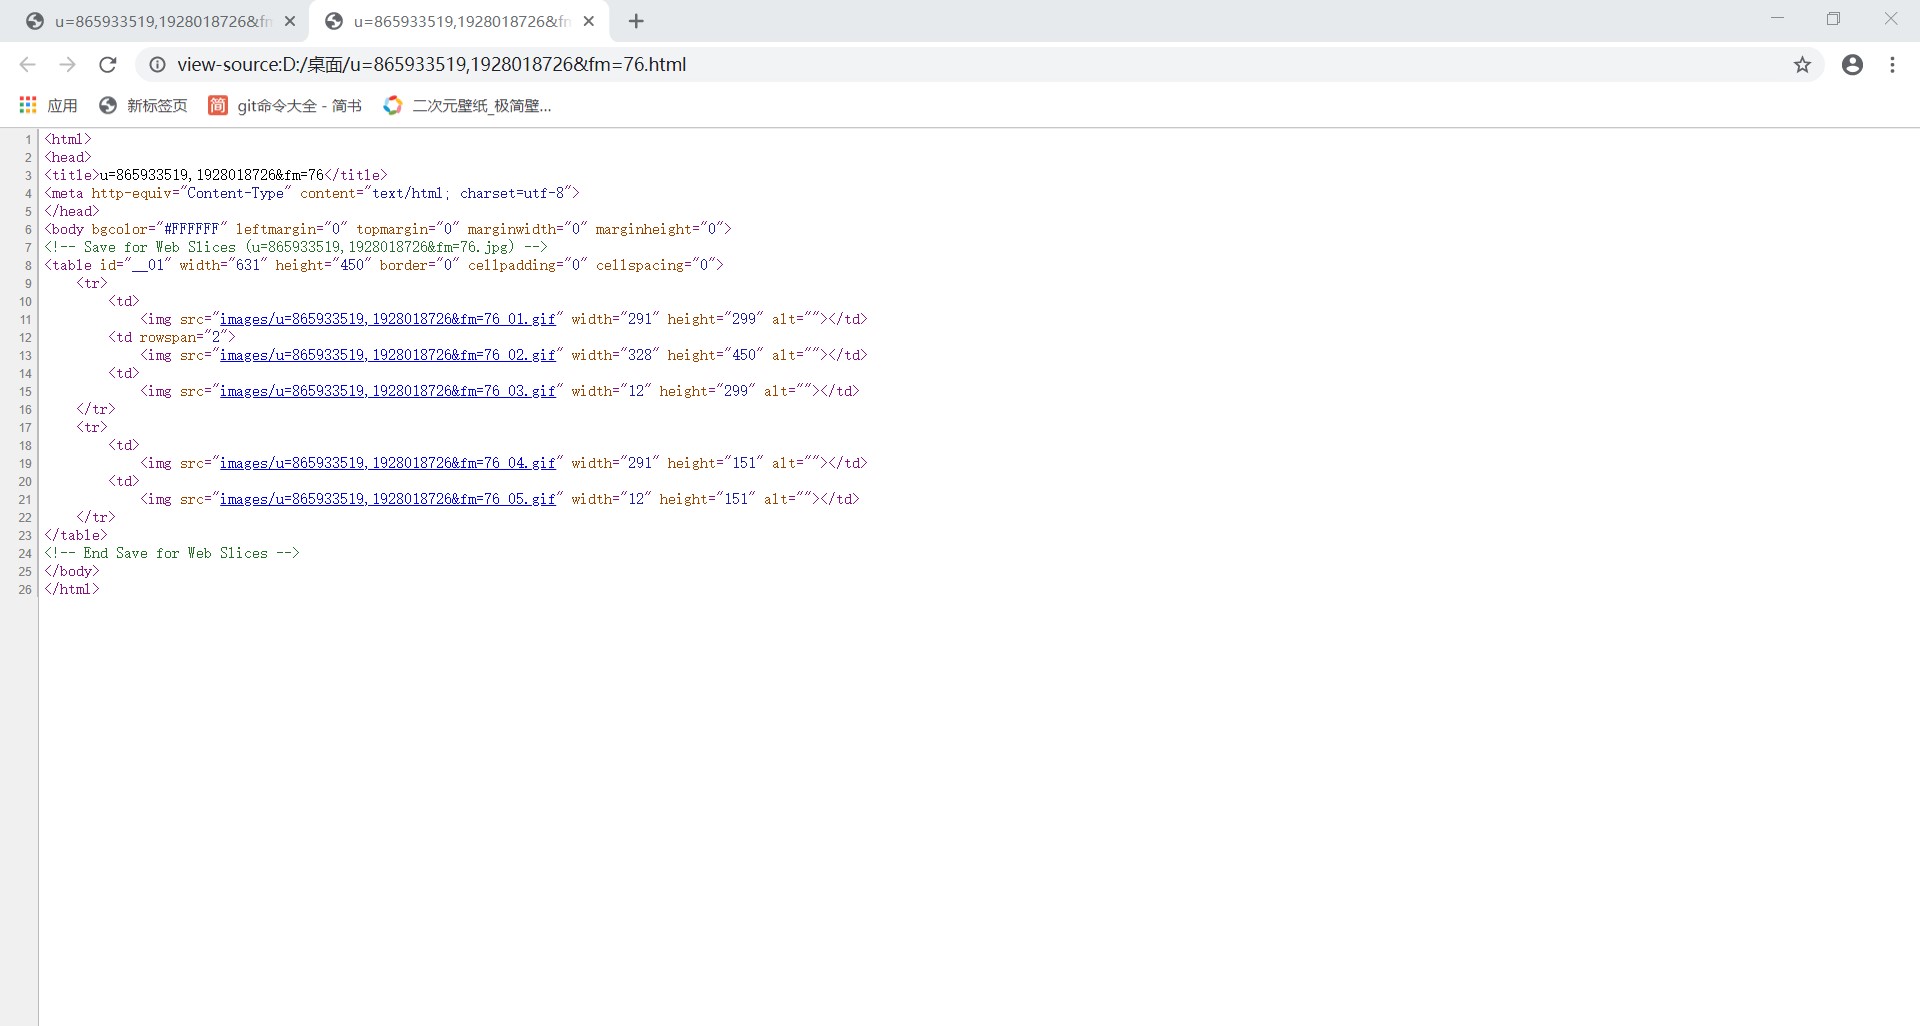 u=865933519,1928018726&fn
u=865933519,1928018726&fn
view-source:D:/桌面/u=865933519,1928018726&fm=76.html
应用 新标签页 简 git命令大全 - 简书 二次元壁纸_极简壁...
1 <html>
2 <head>
3 <title>u=865933519,1928018726&fm=76</title>
4 <meta http-equiv="Content-Type" content="text/html; charset=utf-8">
5 </head>
6 <body bgcolor="#FFFFFF" leftmargin="0" topmargin="0" marginwidth="0" marginheight="0">
7 <!-- Save for Web Slices (u=865933519,1928018726&fm=76.jpg) -->
8 <table id="__01" width="631" height="450" border="0" cellpadding="0" cellspacing="0">
9 <tr>
10 <td>
11 <img src="images/u=865933519,1928018726&fm=76_01.gif" width="291" height="299" alt=""></td>
12 <td rowspan="2">
13 <img src="images/u=865933519,1928018726&fm=76_02.gif" width="328" height="450" alt=""></td>
14 <td>
15 <img src="images/u=865933519,1928018726&fm=76_03.gif" width="12" height="299" alt=""></td>
16 </tr>
17 <tr>
18 <td>
19 <img src="images/u=865933519,1928018726&fm=76_04.gif" width="291" height="151" alt=""></td>
20 <td>
21 <img src="images/u=865933519,1928018726&fm=76_05.gif" width="12" height="151" alt=""></td>
22 </tr>
23 </table>
24 <!-- End Save for Web Slices -->
25 </body>
26 </html>